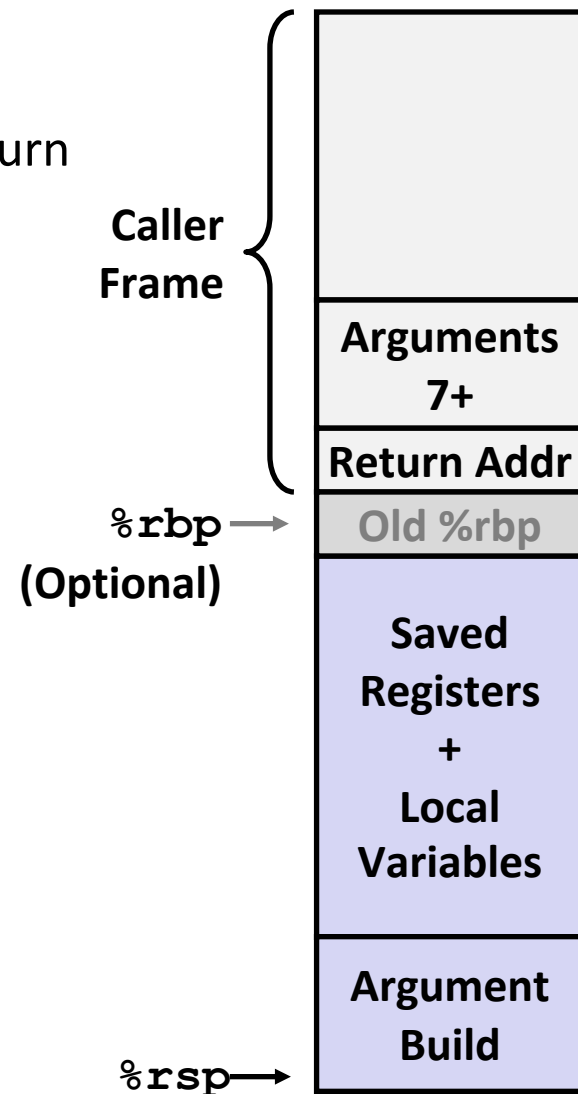 urn
Caller
Frame
Arguments
7+
Return Addr
%rbp
Old %rbp
(Optional)
Saved
Registers
+
Local
Variables
Argument
Build
%rsp